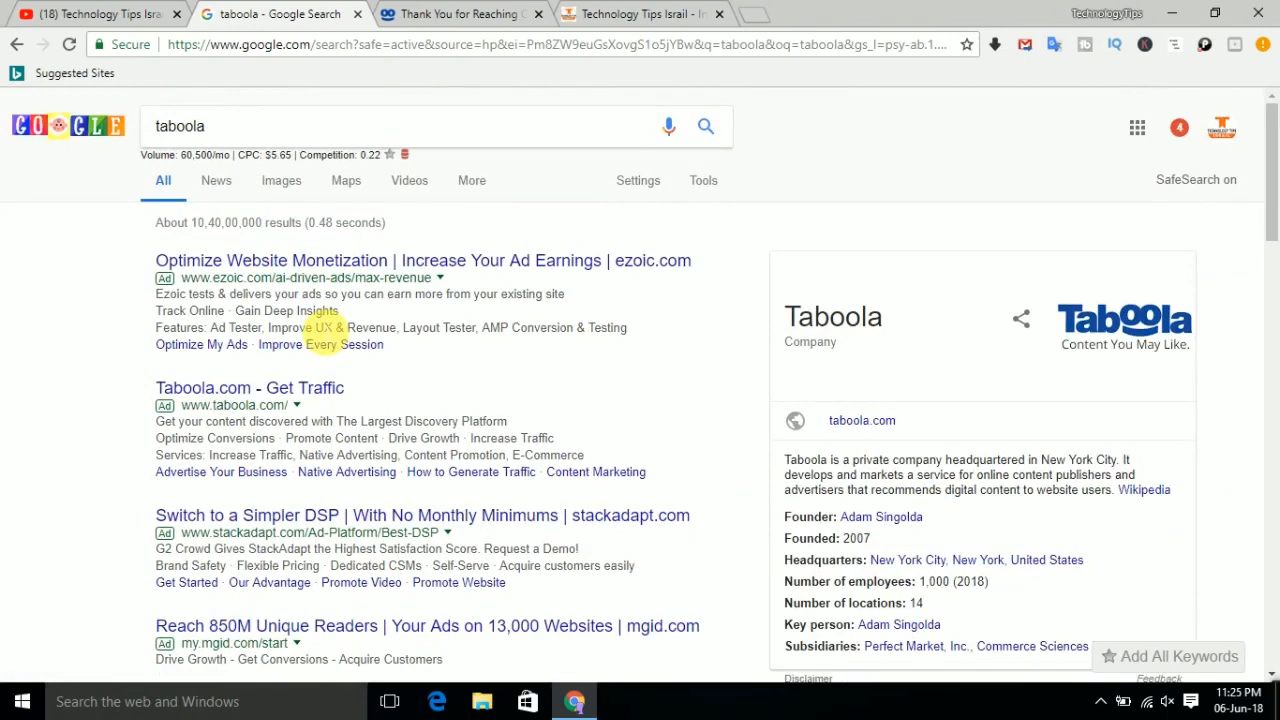 (18) Technology Tips Isra
taboola - Google Search
Thank You for Reaching
Technology Tips Israil - In
TechnologyTips
Secure
https://www.google.com/search?safe=active&source=hp&ei=Pm8ZW9euGsXovgS1o5jYBw&q=taboola&oq=taboola&gs_l=psy-ab.1....
Suggested Sites
GOOGLE
taboola
4
Volume: 60,500/mo | CPC: $5.65 | Competition: 0.22
All News Images Maps Videos More Settings Tools
SafeSearch on
About 10,40,00,000 results (0.48 seconds)
Optimize Website Monetization | Increase Your Ad Earnings | ezoic.com
Ad www.ezoic.com/ai-driven-ads/max-revenue
Ezoic tests & delivers your ads so you can earn more from your existing site
Track Online · Gain Deep Insights
Features: Ad Tester, Improve UX & Revenue, Layout Tester, AMP Conversion & Testing
Optimize My Ads · Improve Every Session
Taboola.com - Get Traffic
Ad www.taboola.com/
Get your content discovered with The Largest Discovery Platform
Optimize Conversions · Promote Content · Drive Growth · Increase Traffic
Services: Increase Traffic, Native Advertising, Content Promotion, E-Commerce
Advertise Your Business · Native Advertising · How to Generate Traffic · Content Marketing
Switch to a Simpler DSP | With No Monthly Minimums | stackadapt.com
Ad www.stackadapt.com/Ad-Platform/Best-DSP
G2 Crowd Gives StackAdapt the Highest Satisfaction Score. Request a Demo!
Brand Safety · Flexible Pricing · Dedicated CSMs · Self-Serve · Acquire customers easily
Get Started · Our Advantage · Promote Video · Promote Website
Reach 850M Unique Readers | Your Ads on 13,000 Websites | mgid.com
Ad my.mgid.com/start
Drive Growth - Get Conversions - Acquire Customers
Taboola
Company
Taboola
Content You May Like.
taboola.com
Taboola is a private company headquartered in New York City. It
develops and markets a service for online content publishers and
advertisers that recommends digital content to website users. Wikipedia
Founder: Adam Singolda
Founded: 2007
Headquarters: New York City, New York, United States
Number of employees: 1,000 (2018)
Number of locations: 14
Key person: Adam Singolda
Subsidiaries: Perfect Market, Inc., Commerce Sciences
Add All Keywords
Disclaimer
Feedback
Search the web and Windows
11:25 PM
06-Jun-18